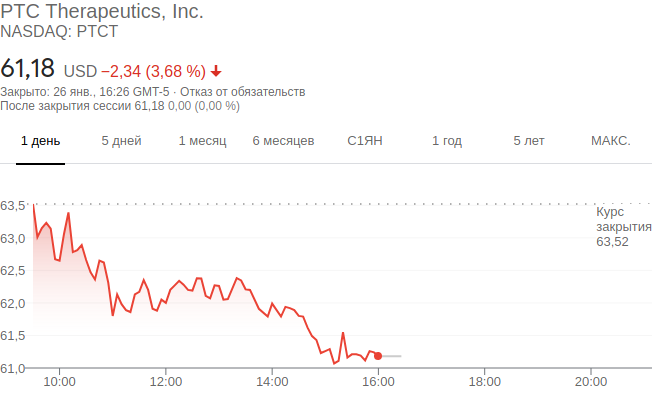 PTC Therapeutics, Inc.
NASDAQ: PTCT
61,18 USD −2,34 (3,68 %)
Закрыто: 26 янв., 16:26 GMT-5 · Отказ от обязательств
После закрытия сессии 61,18 0,00 (0,00 %)
1 день 5 дней 1 месяц 6 месяцев С1ЯН 1 год 5 лет МАКС.
63,5
63,0
62,5
62,0
61,5
61,0
Курс
закрытия
63,52
10:00 12:00 14:00 16:00 18:00 20:00